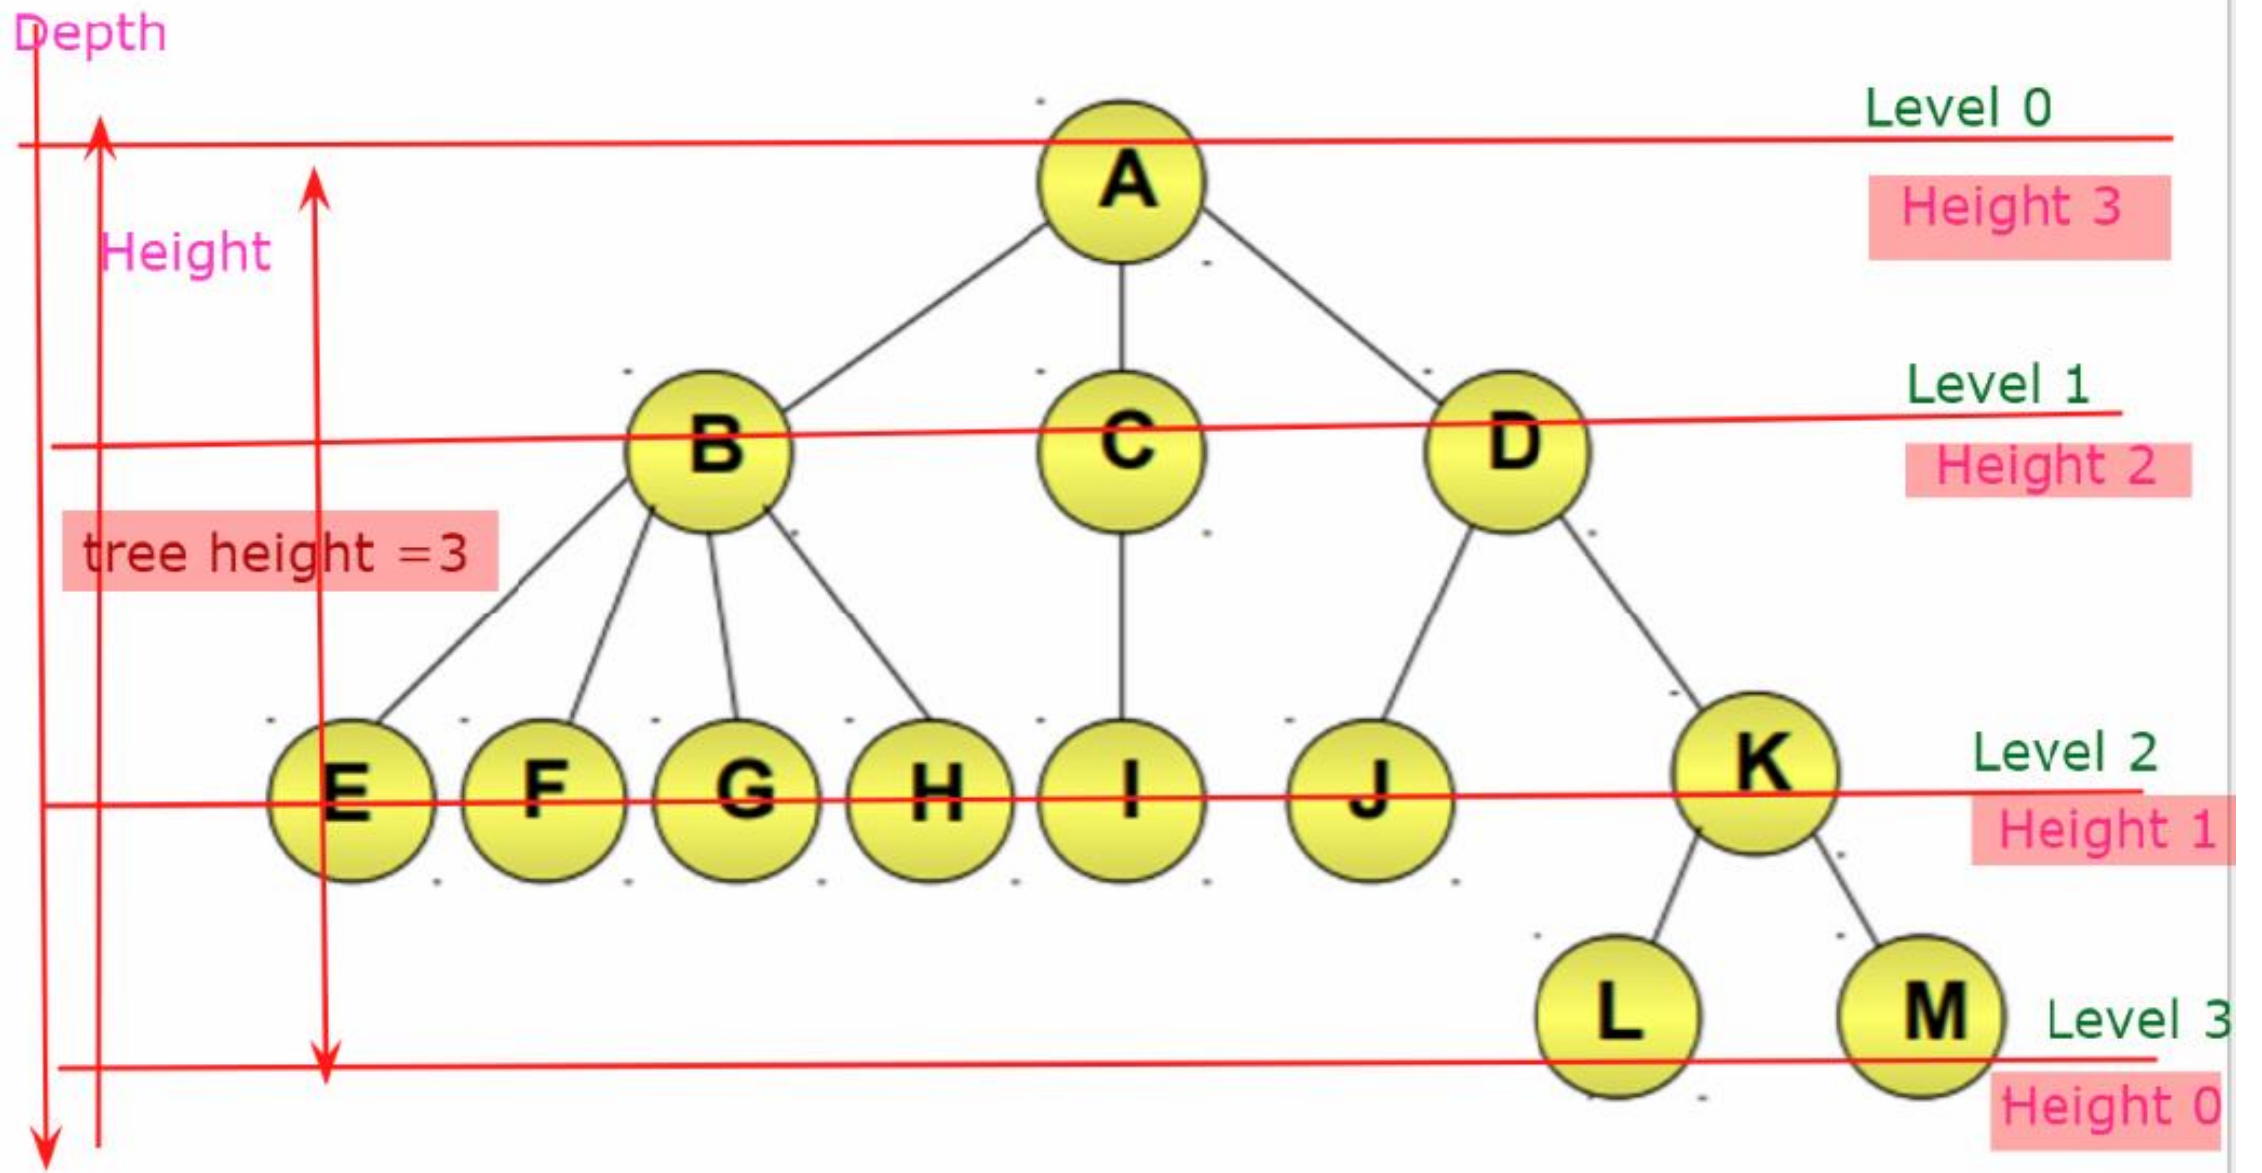 Depth
Level 0
A
Height 3
Height
Level 1
B C D
Height 2
tree height =3
Level 2
E F G H I J K
Height 1
L M
Level 3
Height 0